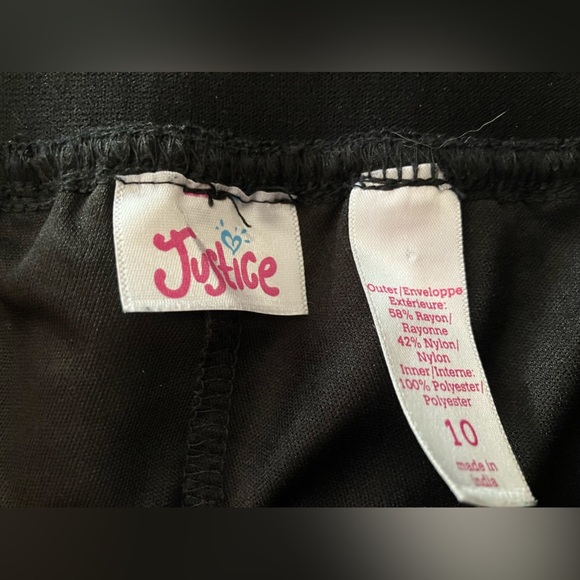 Justice
Outer/Enveloppe
Extérieure:
58% Rayon/
Rayonne
42% Nylon/
Nylon
Inner/Interne:
100% Polyester/
Polyester
10
made in
india